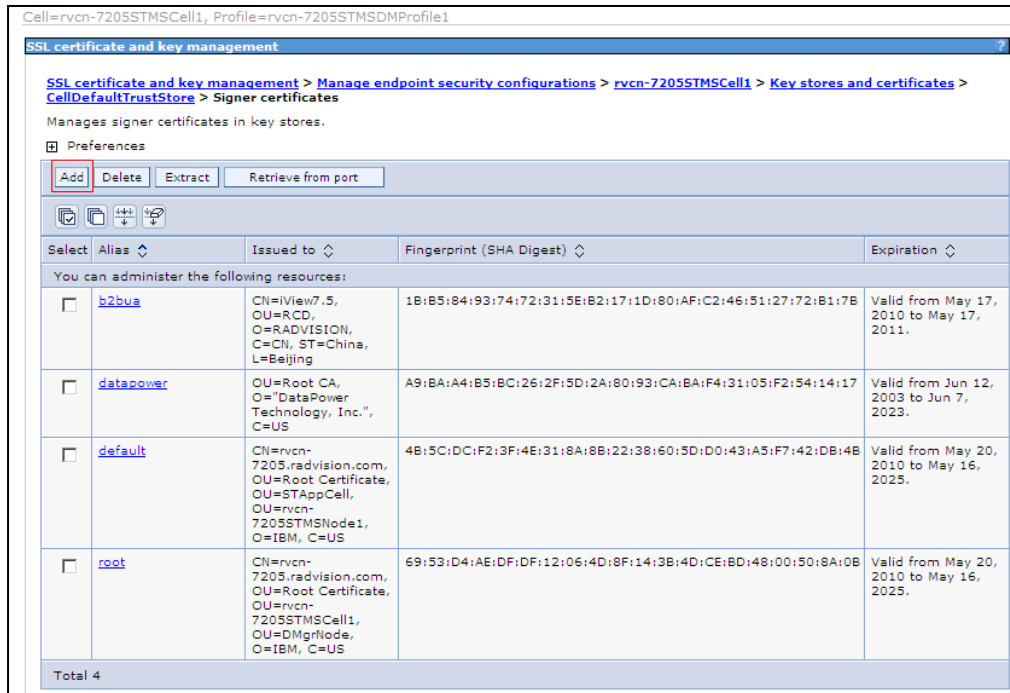 Cell=rvcn-7205STMSCell1, Profile=rvcn-7205STMSDMProfile1
SSL certificate and key management ?
SSL certificate and key management > Manage endpoint security configurations > rvcn-7205STMSCell1 > Key stores and certificates >
CellDefaultTrustStore > Signer certificates
Manages signer certificates in key stores.
Preferences
Add Delete Extract Retrieve from port
Select Alias Issued to Fingerprint (SHA Digest) Expiration
You can administer the following resources:
b2bua
CN=iView7.5,
OU=RCD,
O=RADVISION,
C=CN, ST=China,
L=Beijing
1B:B5:84:93:74:72:31:5E:B2:17:1D:80:AF:C2:46:51:27:72:B1:7B
Valid from May 17,
2010 to May 17,
2011.
datapower
OU=Root CA,
O="DataPower
Technology, Inc.",
C=US
A9:BA:A4:B5:BC:26:2F:5D:2A:80:93:CA:BA:F4:31:05:F2:54:14:17
Valid from Jun 12,
2003 to Jun 7,
2023.
default
CN=rvcn-
7205.radvision.com,
OU=Root Certificate,
OU=STAppCell,
OU=rvcn-
7205STMSNode1,
O=IBM, C=US
4B:5C:DC:F2:3F:4E:31:8A:8B:22:38:60:5D:D0:43:A5:F7:42:DB:4B
Valid from May 20,
2010 to May 16,
2025.
root
CN=rvcn-
7205.radvision.com,
OU=Root Certificate,
OU=rvcn-
7205STMSCell1,
OU=DMgrNode,
O=IBM, C=US
69:53:D4:AE:DF:DF:12:06:4D:8F:14:3B:4D:CE:BD:48:00:50:8A:0B
Valid from May 20,
2010 to May 16,
2025.
Total 4